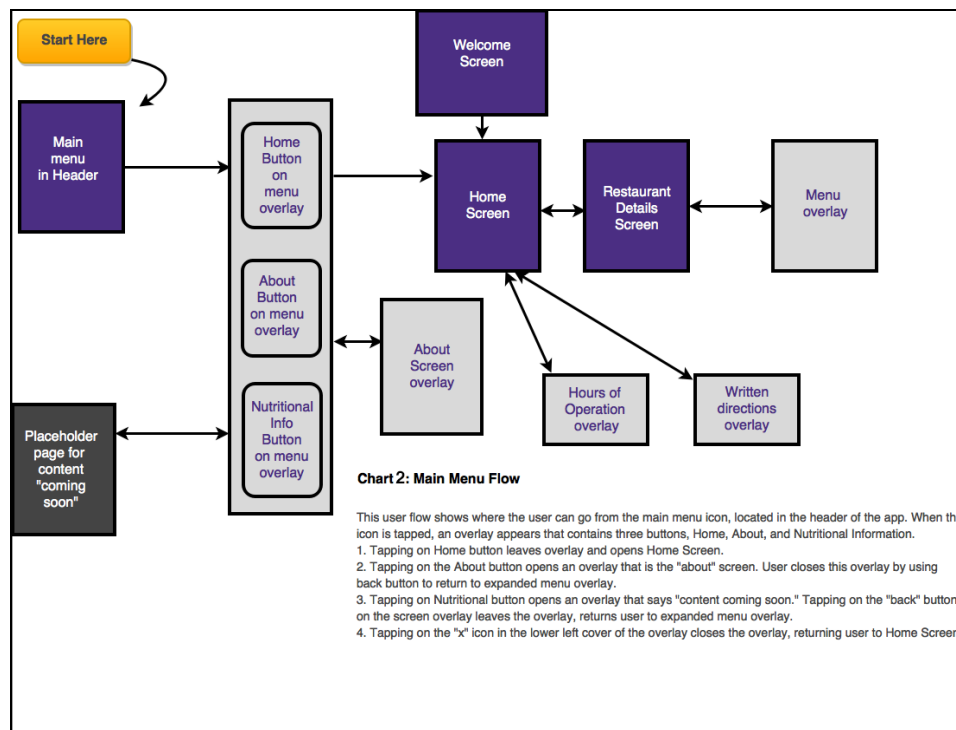 Start Here
Welcome
Screen
Main
menu
in Header
Home
Button
on
menu
overlay
Home
Screen
Restaurant
Details
Screen
Menu
overlay
About
Button
on menu
overlay
About
Screen
overlay
Hours of
Operation
overlay
Written
directions
overlay
Nutritional
Info
Button
on menu
overlay
Placeholder
page for
content
"coming
soon"
Chart 2: Main Menu Flow
This user flow shows where the user can go from the main menu icon, located in the header of the app. When th
icon is tapped, an overlay appears that contains three buttons, Home, About, and Nutritional Information.
1. Tapping on Home button leaves overlay and opens Home Screen.
2. Tapping on the About button opens an overlay that is the "about" screen. User closes this overlay by using
back button to return to expanded menu overlay.
3. Tapping on Nutritional button opens an overlay that says "content coming soon." Tapping on the "back" button
on the screen overlay leaves the overlay, returns user to expanded menu overlay.
4. Tapping on the "x" icon in the lower left cover of the overlay closes the overlay, returning user to Home Screen